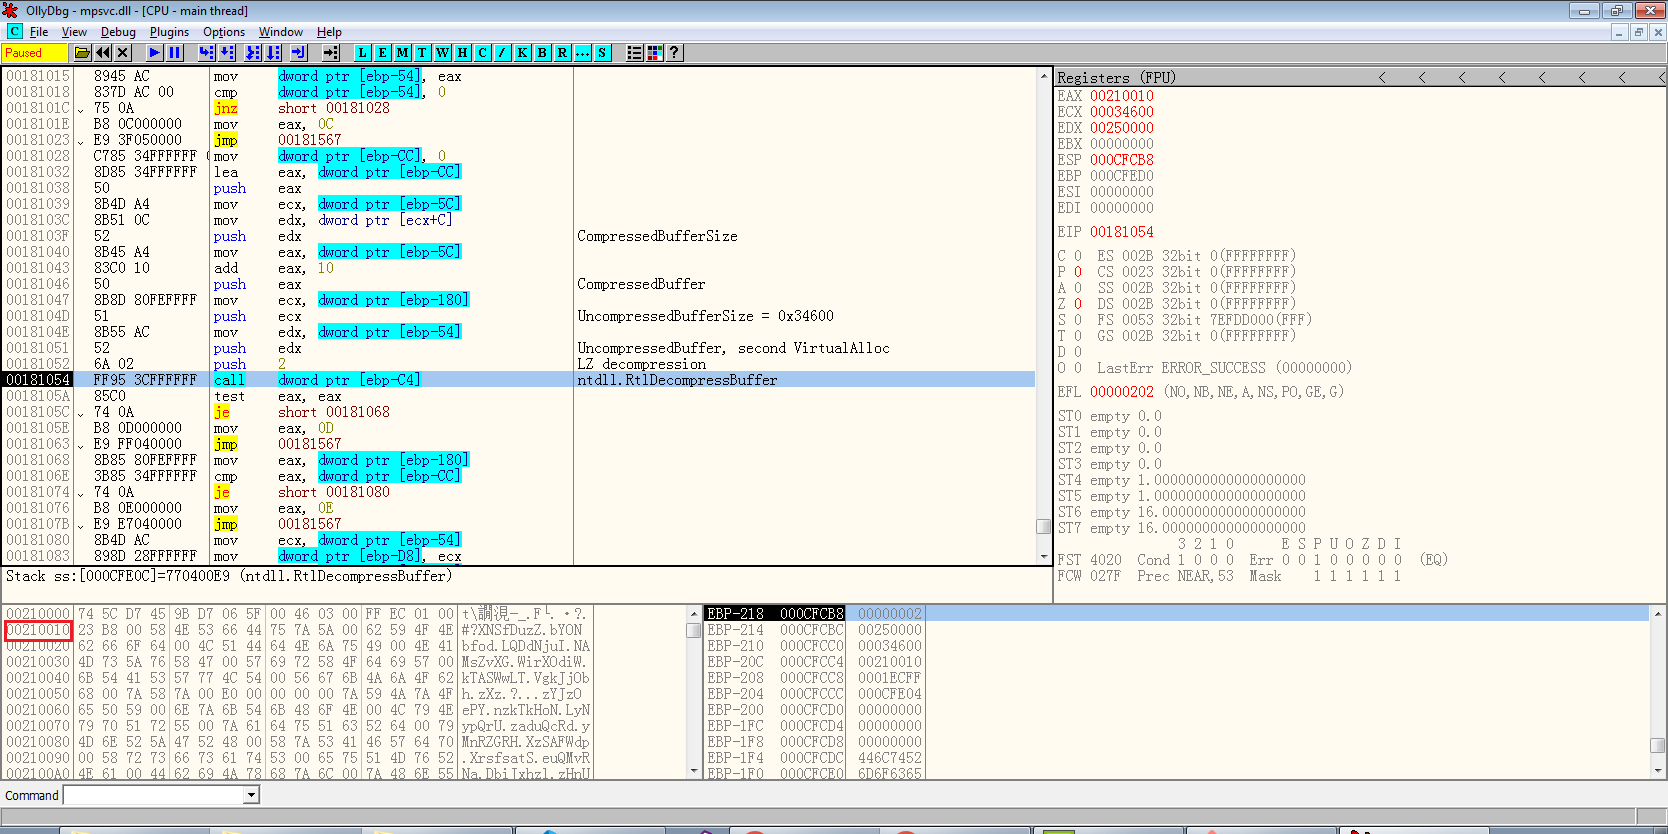 OllyDbg - mpsvc.dll - [CPU - main thread]
C File View Debug Plugins Options Window Help
Paused L E M T W H C / K B R ... S ?
00181015 8945 AC mov dword ptr [ebp-54], eax
00181018 837D AC 00 cmp dword ptr [ebp-54], 0
0018101C 75 0A jnz short 00181028
0018101E B8 0C000000 mov eax, 0C
00181023 E9 3F050000 jmp 00181567
00181028 C785 34FFFFFF mov dword ptr [ebp-CC], 0
00181032 8D85 34FFFFFF lea eax, dword ptr [ebp-CC]
00181038 50 push eax
00181039 8B4D A4 mov ecx, dword ptr [ebp-5C]
0018103C 8B51 0C mov edx, dword ptr [ecx+C]
0018103F 52 push edx CompressedBufferSize
00181040 8B45 A4 mov eax, dword ptr [ebp-5C]
00181043 83C0 10 add eax, 10
00181046 50 push eax CompressedBuffer
00181047 8B8D 80FEFFFF mov ecx, dword ptr [ebp-180]
0018104D 51 push ecx UncompressedBufferSize = 0x34600
0018104E 8B55 AC mov edx, dword ptr [ebp-54]
00181051 52 push edx UncompressedBuffer, second VirtualAlloc
00181052 6A 02 push 2 LZ decompression
00181054 FF95 3CFFFFFF call dword ptr [ebp-C4] ntdll.RtlDecompressBuffer
0018105A 85C0 test eax, eax
0018105C 74 0A je short 00181068
0018105E B8 0D000000 mov eax, 0D
00181063 E9 FF040000 jmp 00181567
00181068 8B85 80FEFFFF mov eax, dword ptr [ebp-180]
0018106E 3B85 34FFFFFF cmp eax, dword ptr [ebp-CC]
00181074 74 0A je short 00181080
00181076 B8 0E000000 mov eax, 0E
0018107B E9 E7040000 jmp 00181567
00181080 8B4D AC mov ecx, dword ptr [ebp-54]
00181083 898D 28FFFFFF mov dword ptr [ebp-D8], ecx
Stack ss:[000CFE0C]=770400E9 (ntdll.RtlDecompressBuffer)
Registers (FPU) < < < < < < < <
EAX 00210010
ECX 00034600
EDX 00250000
EBX 00000000
ESP 000CFCB8
EBP 000CFED0
ESI 00000000
EDI 00000000
EIP 00181054
C 0 ES 002B 32bit 0(FFFFFFFF)
P 0 CS 0023 32bit 0(FFFFFFFF)
A 0 SS 002B 32bit 0(FFFFFFFF)
Z 0 DS 002B 32bit 0(FFFFFFFF)
S 0 FS 0053 32bit 7EFDD000(FFF)
T 0 GS 002B 32bit 0(FFFFFFFF)
D 0
O 0 LastErr ERROR_SUCCESS (00000000)
EFL 00000202 (NO,NB,NE,A,NS,PO,GE,G)
ST0 empty 0.0
ST1 empty 0.0
ST2 empty 0.0
ST3 empty 0.0
ST4 empty 1.0000000000000000000
ST5 empty 1.0000000000000000000
ST6 empty 16.000000000000000000
ST7 empty 16.000000000000000000
3 2 1 0 E S P U O Z D I
FST 4020 Cond 1 0 0 0 Err 0 0 1 0 0 0 0 0 (EQ)
FCW 027F Prec NEAR,53 Mask 1 1 1 1 1 1
00210000 74 5C D7 45 9B D7 06 5F 00 46 03 00 FF EC 01 00
00210010 23 B8 00 58 4E 53 66 44 75 7A 5A 00 62 59 4F 4E #?XNSfDuzZ.bYON
00210020 62 66 6F 64 00 4C 51 44 64 4E 6A 75 49 00 4E 41 bfod.LQDdNjuI.NA
00210030 4D 73 5A 76 58 47 00 57 69 72 58 4F 64 69 57 00 MsZvXG.WirXOdiW.
00210040 6B 54 41 53 57 77 4C 54 00 56 67 6B 4A 6A 4F 62 kTASWwLT.VgkJjOb
00210050 68 00 7A 58 7A 00 E0 00 00 00 00 7A 59 4A 7A 4F h.zXz.?...zYJzO
00210060 65 50 59 00 6E 7A 6B 54 6B 48 6F 4E 00 4C 79 4E ePY.nzkTkHoN.LyN
00210070 79 70 51 72 55 00 7A 61 64 75 51 63 52 64 00 79 ypQrU.zaduQcRd.y
00210080 4D 6E 52 5A 47 52 48 00 58 7A 53 41 46 57 64 70 MnRZGRH.XzSAFWdp
00210090 00 58 72 73 66 73 61 74 53 00 65 75 51 4D 76 52 .XrsfsatS.euQMvR
002100A0 4E 61 00 44 62 69 4A 78 68 7A 6C 00 7A 48 6E 55 Na.DbiJxhzl.zHnU
EBP-218 000CFCB8 00000002
EBP-214 000CFCBC 00250000
EBP-210 000CFCC0 00034600
EBP-20C 000CFCC4 00210010
EBP-208 000CFCC8 0001ECFF
EBP-204 000CFCCC 000CFE04
EBP-200 000CFCD0 00000000
EBP-1FC 000CFCD4 00000000
EBP-1F8 000CFCD8 00000000
EBP-1F4 000CFCDC 446C7452
EBP-1F0 000CFCE0 6D6F6365
Command